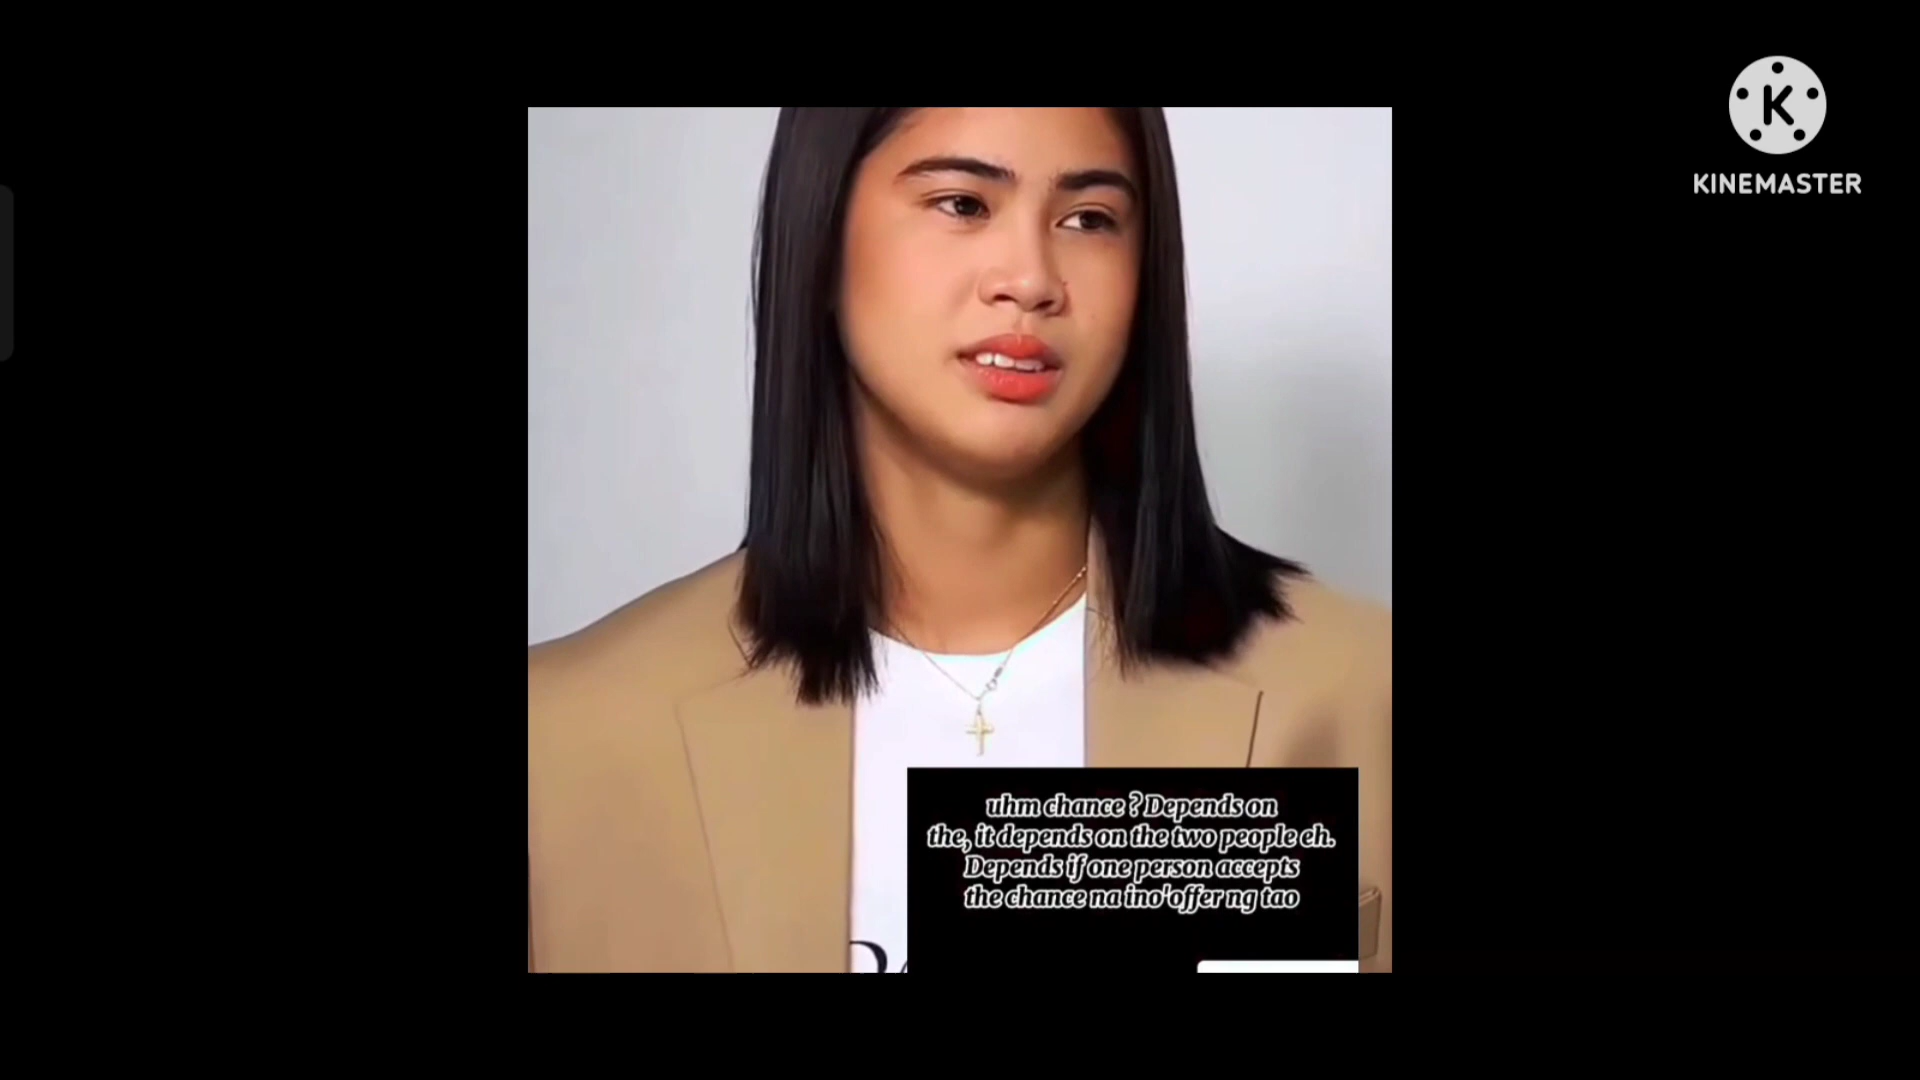 KINEMASTER
uhm chance ? Depends on
the, it depends on the two people eh.
Depends if one person accepts
the chance na ino'offer ng tao